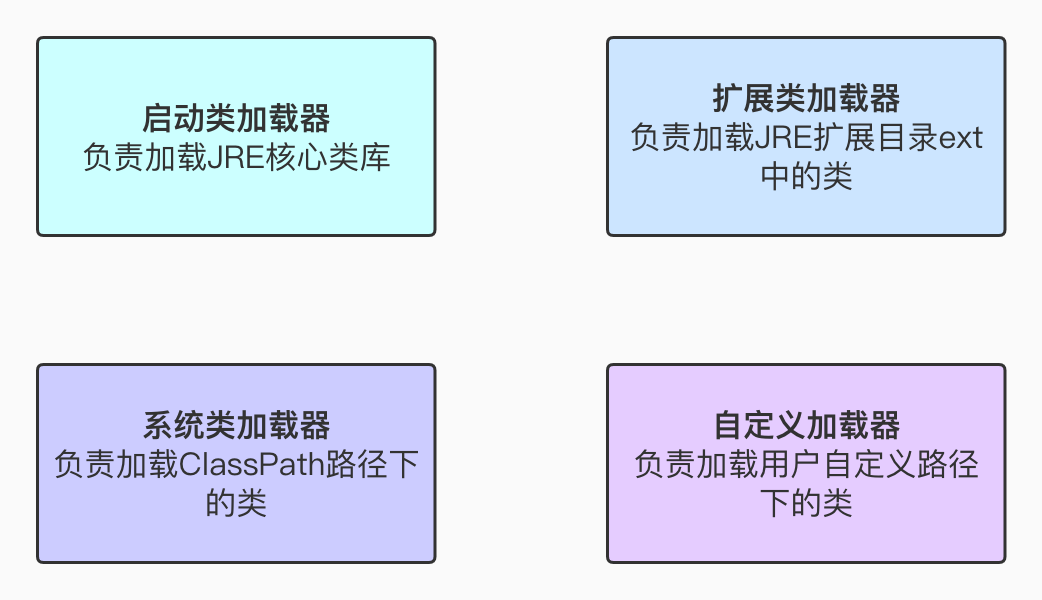 启动类加载器
负责加载JRE核心类库
扩展类加载器
负责加载JRE扩展目录ext
中的类
系统类加载器
负责加载ClassPath路径下
的类
自定义加载器
负责加载用户自定义路径
下的类